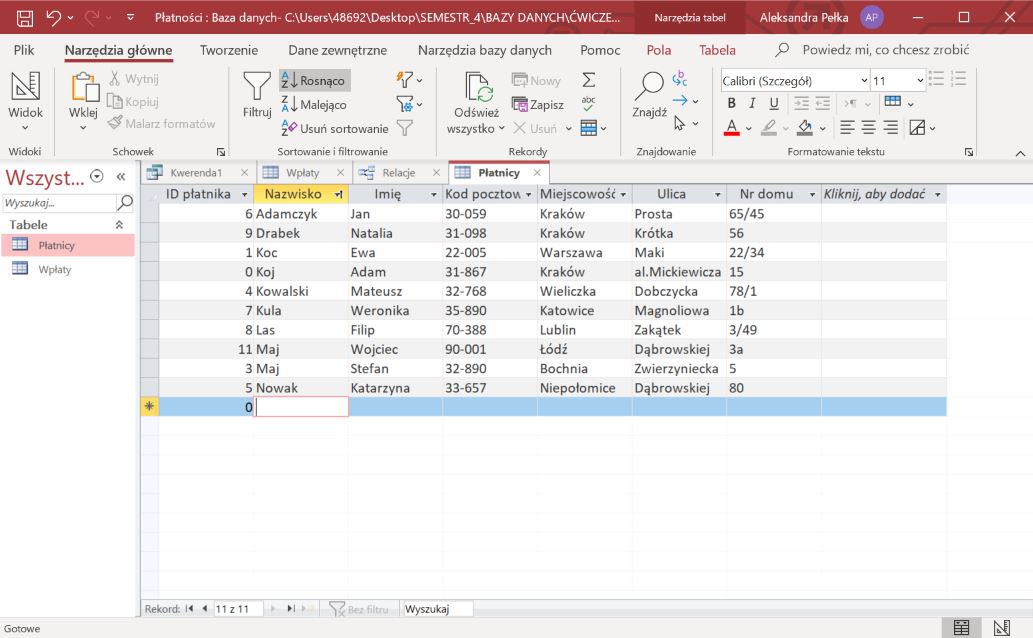 Płatności : Baza danych- C:\Users\48692\Desktop\SEMESTR_4\BAZY DANYCH\ĆWICZE... Narzędzia tabel Aleksandra Pełka AP
Plik Narzędzia główne Tworzenie Dane zewnętrzne Narzędzia bazy danych Pomoc Pola Tabela Powiedz mi, co chcesz zrobić
Widok
Widoki
Wklej
Wytnij
Kopiuj
Malarz formatów
Schowek
Filtruj
Rosnąco
Malejąco
Usuń sortowanie
Sortowanie i filtrowanie
Odśwież
wszystko
Nowy
Zapisz
Usuń
Rekordy
Znajdź
Znajdowanie
Calibri (Szczegół) 11
B I U
A
Formatowanie tekstu
Wszyst...
Wyszukaj...
Tabele
Płatnicy
Wpłaty
Kwerenda1 Wpłaty Relacje Płatnicy
ID płatnika Nazwisko Imię Kod pocztow Miejscowość Ulica Nr domu Kliknij, aby dodać
6 Adamczyk Jan 30-059 Kraków Prosta 65/45
9 Drabek Natalia 31-098 Kraków Krótka 56
1 Koc Ewa 22-005 Warszawa Maki 22/34
0 Koj Adam 31-867 Kraków al.Mickiewicza 15
4 Kowalski Mateusz 32-768 Wieliczka Dobczycka 78/1
7 Kula Weronika 35-890 Katowice Magnoliowa 1b
8 Las Filip 70-388 Lublin Zakątek 3/49
11 Maj Wojciec 90-001 Łódź Dąbrowskiej 3a
3 Maj Stefan 32-890 Bochnia Zwierzyniecka 5
5 Nowak Katarzyna 33-657 Niepołomice Dąbrowskiej 80
0
Rekord: 11 z 11 Bez filtru Wyszukaj
Gotowe